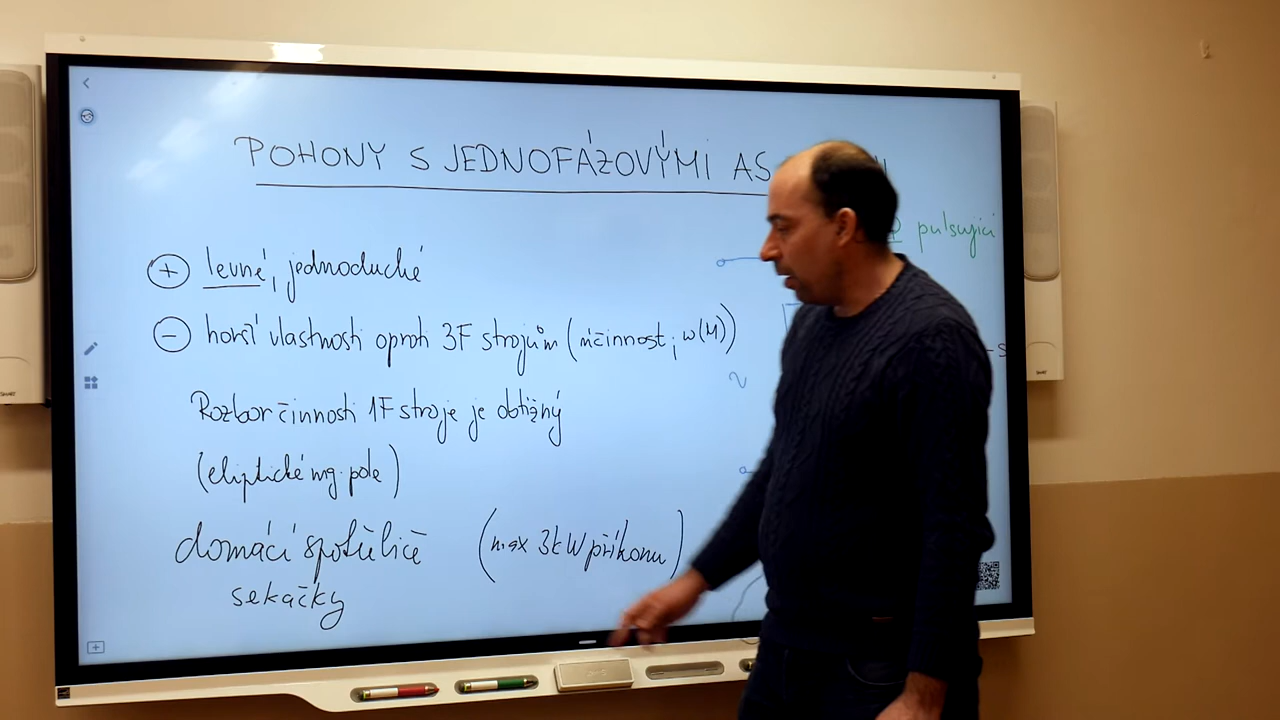 POHONY S JEDNOFÁZOVÝMI AS
pulsující
+ levné, jednoduché
- horší vlastnosti oproti 3F strojům (účinnost; w(M))
Rozbor činnosti 1F stroje je obtížný
(eliptické mg. pole)
domácí spotřebiče (max 3kW příkonu)
sekačky